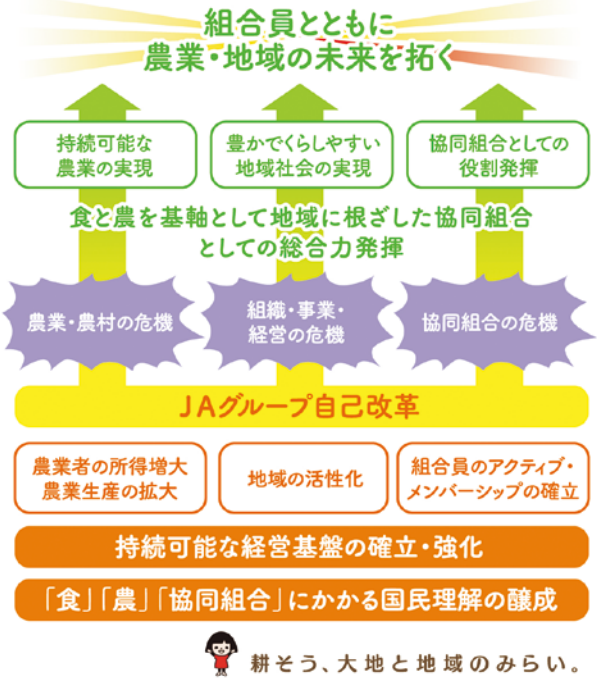 組合員とともに
農業・地域の未来を拓く
持続可能な
農業の実現
豊かでくらしやすい
地域社会の実現
協同組合としての
役割発揮
食と農を基軸として地域に根ざした協同組合
としての総合力発揮
農業・農村の危機
組織・事業・
経営の危機
協同組合の危機
JAグループ自己改革
農業者の所得増大
農業生産の拡大
地域の活性化
組合員のアクティブ・
メンバーシップの確立
持続可能な経営基盤の確立・強化
「食」「農」「協同組合」にかかる国民理解の醸成
耕そう、大地と地域のみらい。